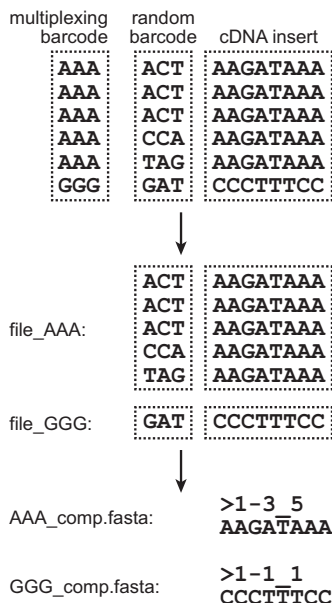 multiplexing barcode random barcode cDNA insert
AAA ACT AAGATAAA
AAA ACT AAGATAAA
AAA ACT AAGATAAA
AAA CCA AAGATAAA
AAA TAG AAGATAAA
GGG GAT CCCTTTCC
ACT AAGATAAA
ACT AAGATAAA
file_AAA: ACT AAGATAAA
CCA AAGATAAA
TAG AAGATAAA
file_GGG: GAT CCCTTTCC
>1-3_5
AAA_comp.fasta: AAGATAAA
>1-1_1
GGG_comp.fasta: CCCTTTCC